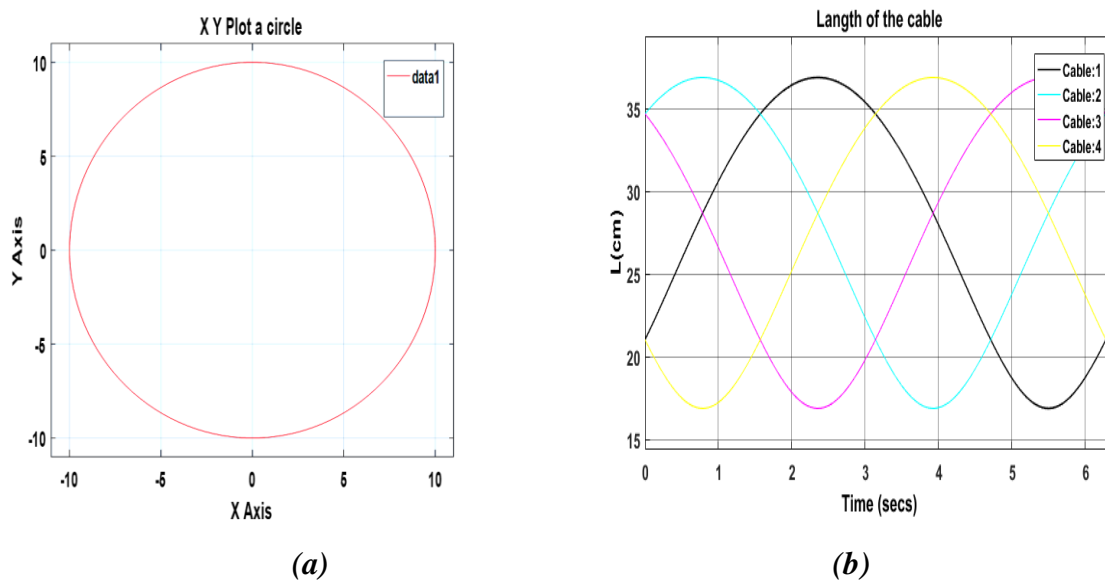 X Y Plot a circle
data1
10
5
0
-5
-10
Y Axis
-10
-5
0
5
10
X Axis
(a)
Langth of the cable
Cable:1
Cable:2
Cable:3
Cable:4
35
30
25
20
15
L(cm)
0
1
2
3
4
5
6
Time (secs)
(b)